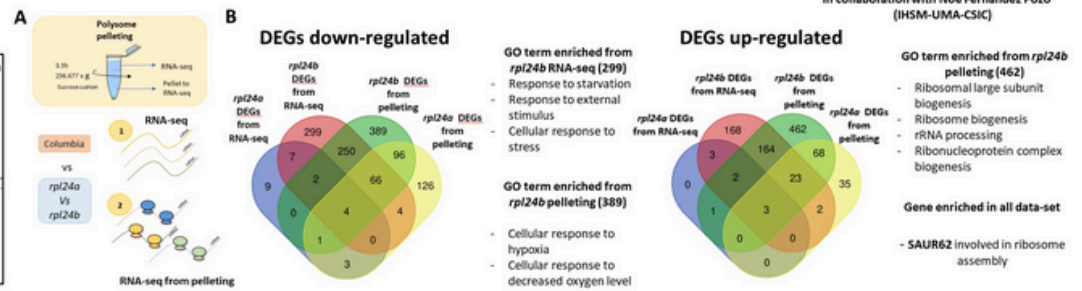 in collaboration with Noe Fernandez Pozo
(IHSM-UMA-CSIC)
A
Polysome
pelleting
3.5h
256.677 x g
Sucrose cushion
RNA-seq
Pellet to
RNA-seq
Columbia
vs
rpl24a
Vs
rpl24b
1
RNA-seq
2
RNA-seq from pelleting
B
DEGs down-regulated
rpl24a
DEGs
from
RNA-seq
rpl24b
DEGs
from
RNA-seq
rpl24b DEGs
from
pelleting
rpl24a DEGs
from
pelleting
299
389
7
250
96
9
2
66
126
0
4
4
1
0
3
GO term enriched from
rpl24b RNA-seq (299)
- Response to starvation
- Response to external
stimulus
- Cellular response to
stress
GO term enriched from
rpl24b pelleting (389)
- Cellular response to
hypoxia
- Cellular response to
decreased oxygen level
DEGs up-regulated
rpl24a DEGs
from RNA-seq
rpl24b DEGs
from RNA-seq
rpl24b DEGs
from
pelleting
rpl24a DEGs
from
pelleting
168
462
3
164
68
0
2
23
35
1
3
2
0
0
0
GO term enriched from rpl24b
pelleting (462)
- Ribosomal large subunit
biogenesis
- Ribosome biogenesis
- rRNA processing
- Ribonucleoprotein complex
biogenesis
Gene enriched in all data-set
- SAUR62 involved in ribosome
assembly